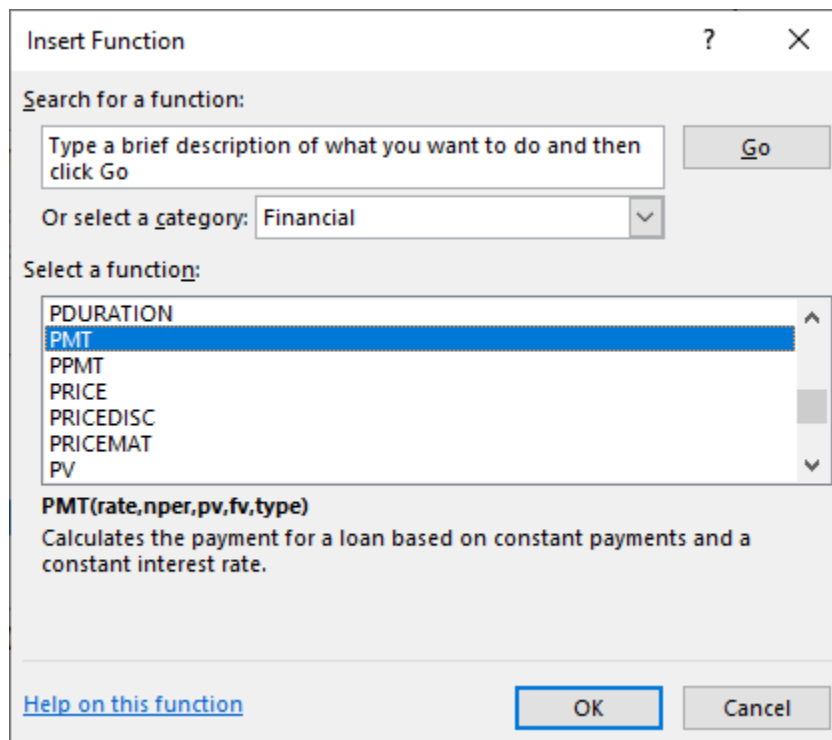 Insert Function
?
Search for a function:
Type a brief description of what you want to do and then
click Go
Go
Or select a category: Financial
Select a function:
PDURATION
PMT
PPMT
PRICE
PRICEDISC
PRICEMAT
PV
PMT(rate,nper,pv,fv,type)
Calculates the payment for a loan based on constant payments and a
constant interest rate.
Help on this function
OK
Cancel